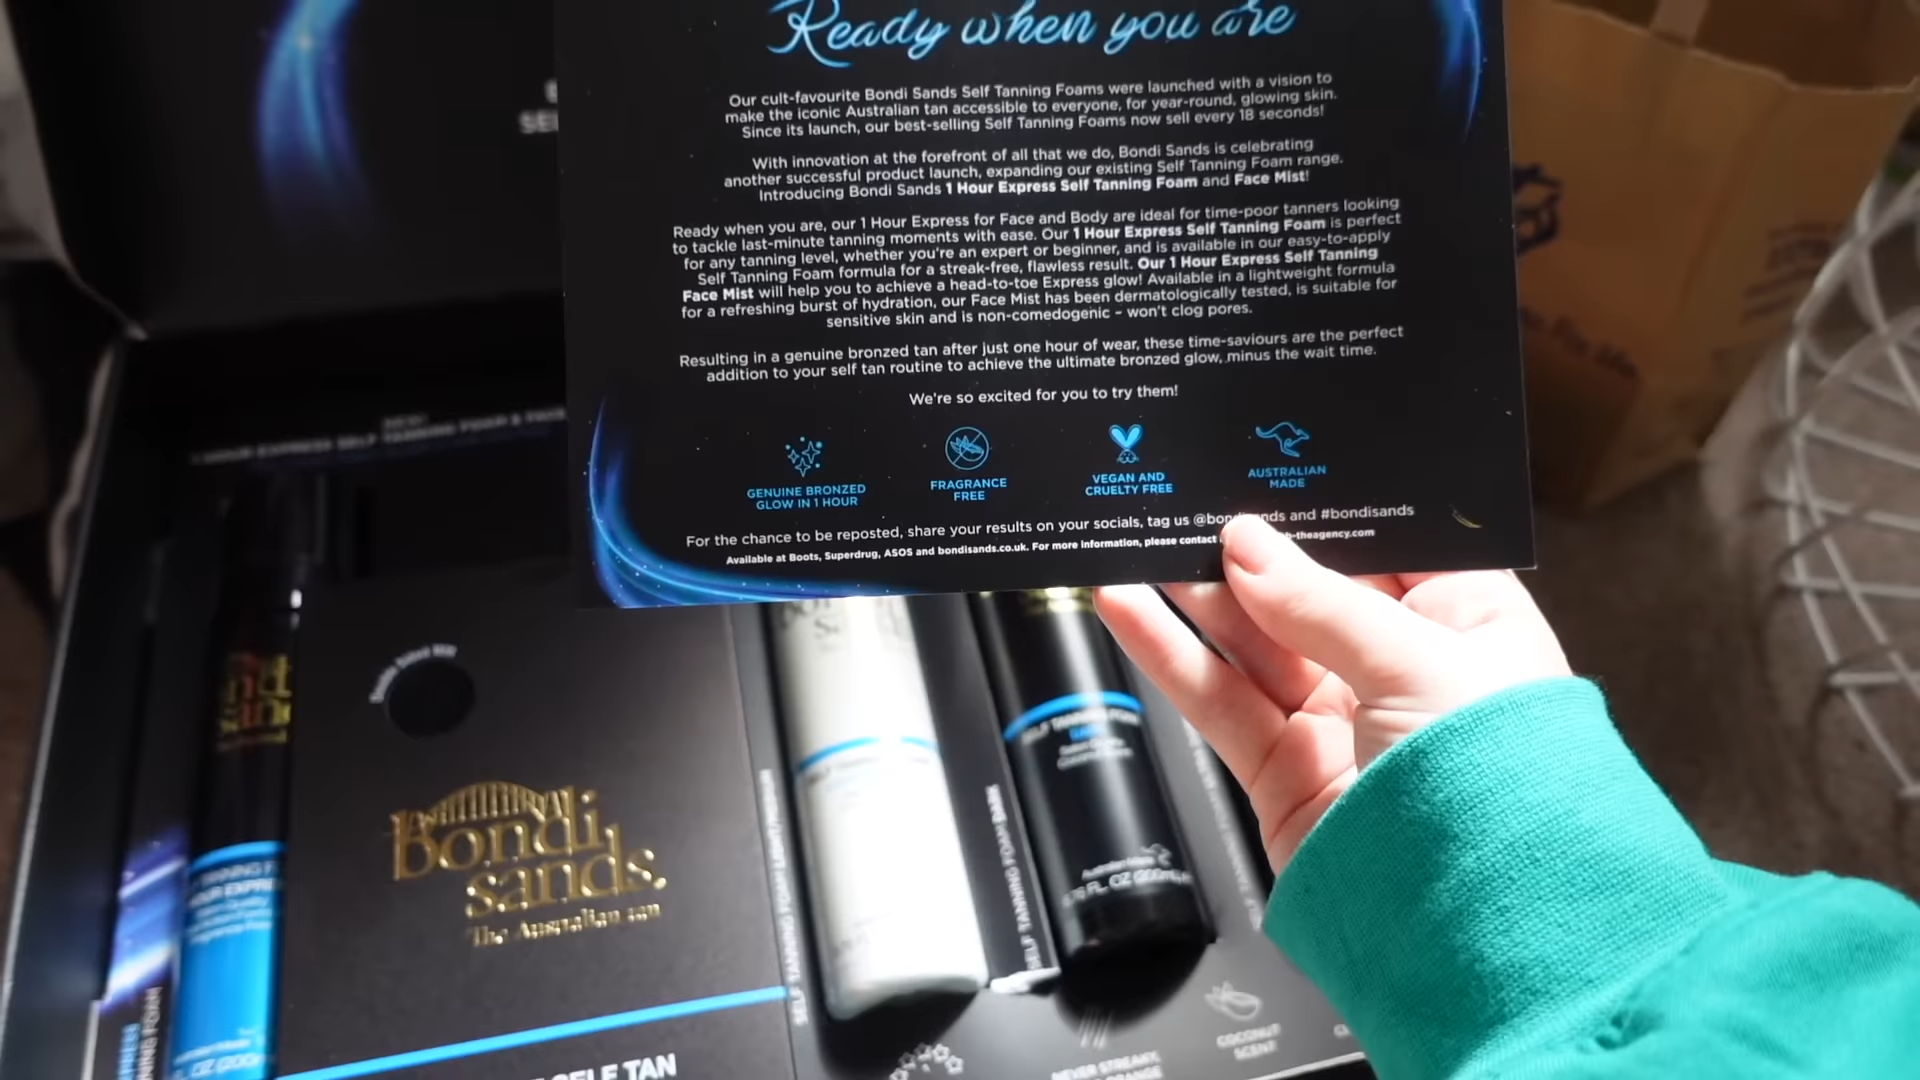 Ready when you are
Our cult-favourite Bondi Sands Self Tanning Foams were launched with a vision to
make the iconic Australian tan accessible to everyone, for year-round, glowing skin.
Since its launch, our best-selling Self Tanning Foams now sell every 18 seconds!
With innovation at the forefront of all that we do, Bondi Sands is celebrating
another successful product launch, expanding our existing Self Tanning Foam range.
Introducing Bondi Sands 1 Hour Express Self Tanning Foam and Face Mist!
Ready when you are, our 1 Hour Express for Face and Body are ideal for time-poor tanners looking
to tackle last-minute tanning moments with ease. Our 1 Hour Express Self Tanning Foam is perfect
for any tanning level, whether you're an expert or beginner, and is available in our easy-to-apply
Self Tanning Foam formula for a streak-free, flawless result. Our 1 Hour Express Self Tanning
Face Mist will help you to achieve a head-to-toe Express glow! Available in a lightweight formula
for a refreshing burst of hydration, our Face Mist has been dermatologically tested, is suitable for
sensitive skin and is non-comedogenic – won't clog pores.
Resulting in a genuine bronzed tan after just one hour of wear, these time-saviours are the perfect
addition to your self tan routine to achieve the ultimate bronzed glow, minus the wait time.
We're so excited for you to try them!
GENUINE BRONZED
GLOW IN 1 HOUR
FRAGRANCE
FREE
VEGAN AND
CRUELTY FREE
AUSTRALIAN
MADE
For the chance to be reposted, share your results on your socials, tag us and #bondisands
Available at Boots, Superdrug, ASOS and bondisands.co.uk. For more information, please contact
Bondi
sands.
The Australian tan
SELF TAN
SELF TANNING FOAM
SELF TANNING FOAM DARK
FL. OZ (200mL)
NEVER STREAKY,
COCONUT
SCENT